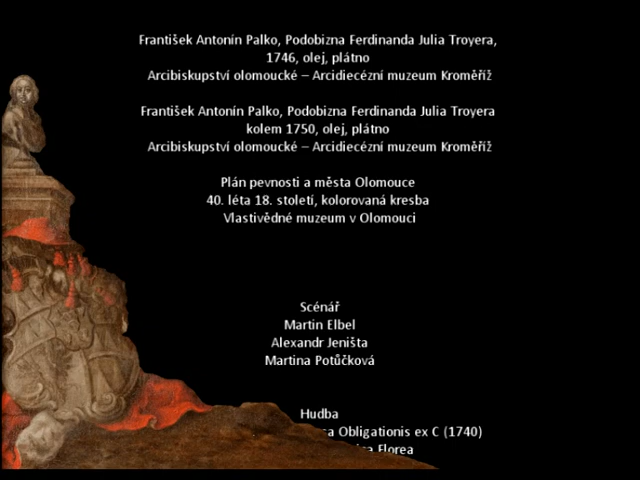 František Antonín Palko, Podobizna Ferdinanda Julia Troyera,
1746, olej, plátno
Arcibiskupství olomoucké – Arcidiecézní muzeum Kroměříž
František Antonín Palko, Podobizna Ferdinanda Julia Troyera
kolem 1750, olej, plátno
Arcibiskupství olomoucké – Arcidiecézní muzeum Kroměříž
Plán pevnosti a města Olomouce
40. léta 18. století, kolorovaná kresba
Vlastivědné muzeum v Olomouci
Scénář
Martin Elbel
Alexandr Jeništa
Martina Potůčková
Hudba
Obligationis ex C (1740)
Florea